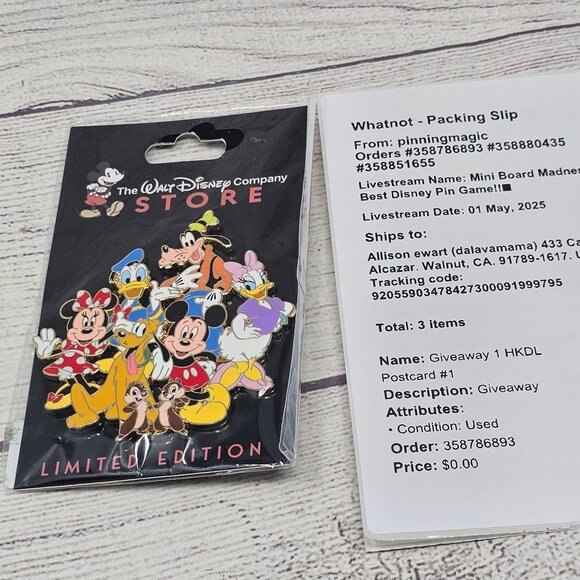 The WALT DISNEY Company
STORE
LIMITED EDITION
Whatnot - Packing Slip
From: pinningmagic
Orders #358786893 #358880435
#358851655
Livestream Name: Mini Board Madnes
Best Disney Pin Game!!■
Livestream Date: 01 May, 2025
Ships to:
Allison ewart (dalavamama) 433 Ca
Alcazar. Walnut, CA. 91789-1617. U
Tracking code:
92055903478427300091999795
Total: 3 items
Name: Giveaway 1 HKDL
Postcard #1
Description: Giveaway
Attributes:
• Condition: Used
Order: 358786893
Price: $0.00